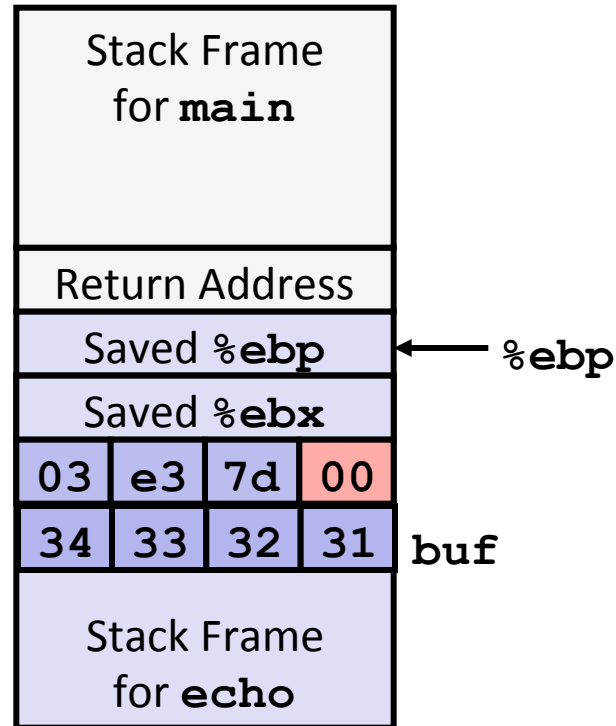 Stack Frame
for main
Return Address
Saved %ebp
%ebp
Saved %ebx
03 e3 7d 00
34 33 32 31
buf
Stack Frame
for echo